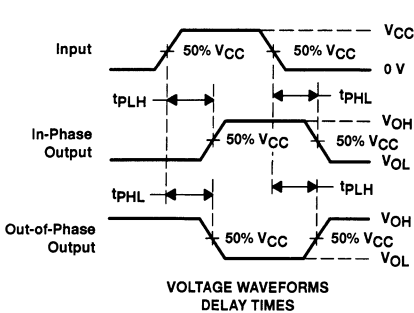 VCC
Input
50% VCC
50% VCC
0 V
tPLH
tPHL
VOH
In-Phase
Output
50% VCC
50% VCC
VOL
tPHL
tPLH
VOH
Out-of-Phase
Output
50% VCC
50% VCC
VOL
VOLTAGE WAVEFORMS
DELAY TIMES